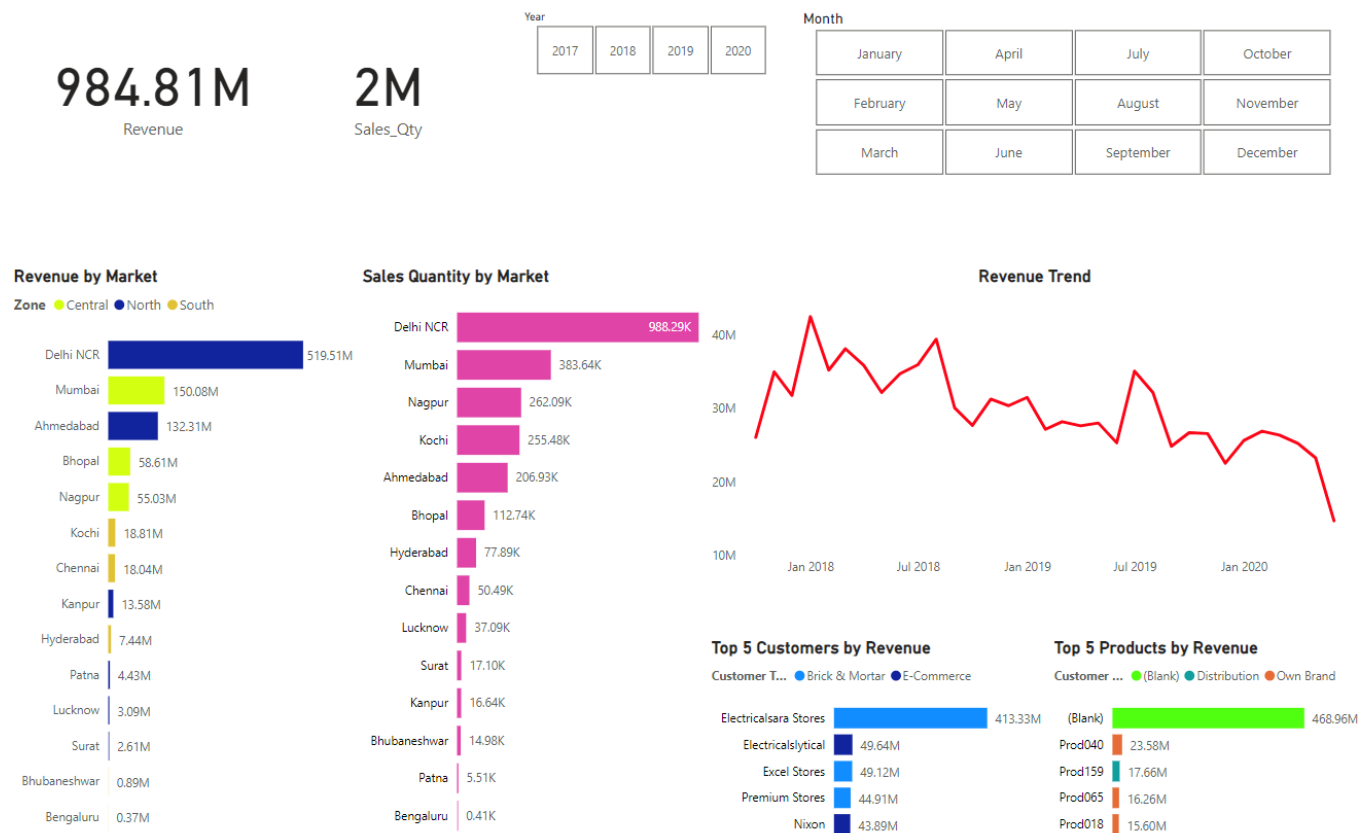 Year
2017 2018 2019 2020
Month
January April July October
February May August November
March June September December
984.81M
Revenue
2M
Sales_Qty
Revenue by Market
Zone Central North South
Delhi NCR 519.51M
Mumbai 150.08M
Ahmedabad 132.31M
Bhopal 58.61M
Nagpur 55.03M
Kochi 18.81M
Chennai 18.04M
Kanpur 13.58M
Hyderabad 7.44M
Patna 4.43M
Lucknow 3.09M
Surat 2.61M
Bhubaneshwar 0.89M
Bengaluru 0.37M
Sales Quantity by Market
Delhi NCR 988.29K
Mumbai 383.64K
Nagpur 262.09K
Kochi 255.48K
Ahmedabad 206.93K
Bhopal 112.74K
Hyderabad 77.89K
Chennai 50.49K
Lucknow 37.09K
Surat 17.10K
Kanpur 16.64K
Bhubaneshwar 14.98K
Patna 5.51K
Bengaluru 0.41K
Revenue Trend
40M
30M
20M
10M
Jan 2018 Jul 2018 Jan 2019 Jul 2019 Jan 2020
Top 5 Customers by Revenue
Customer T... Brick & Mortar E-Commerce
Electricalsara Stores 413.33M
Electricalslytical 49.64M
Excel Stores 49.12M
Premium Stores 44.91M
Nixon 43.89M
Top 5 Products by Revenue
Customer ... (Blank) Distribution Own Brand
(Blank) 468.96M
Prod040 23.58M
Prod159 17.66M
Prod065 16.26M
Prod018 15.60M